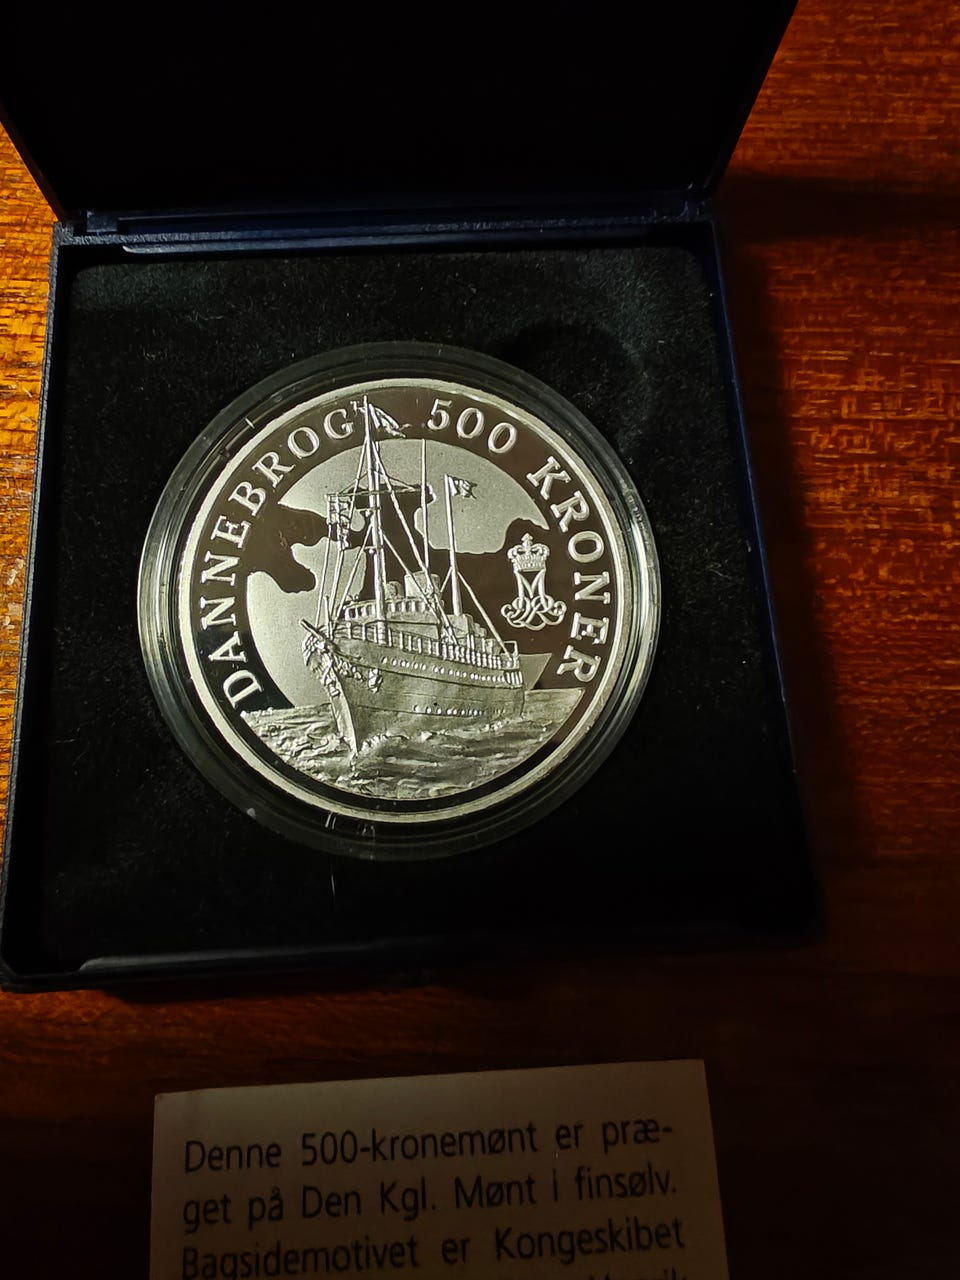 DANNEBROG 500 KRONER
Denne 500-kronemønt er præ-
get på Den Kgl. Mønt i finsølv.
Bagsidemotivet er Kongeskibet